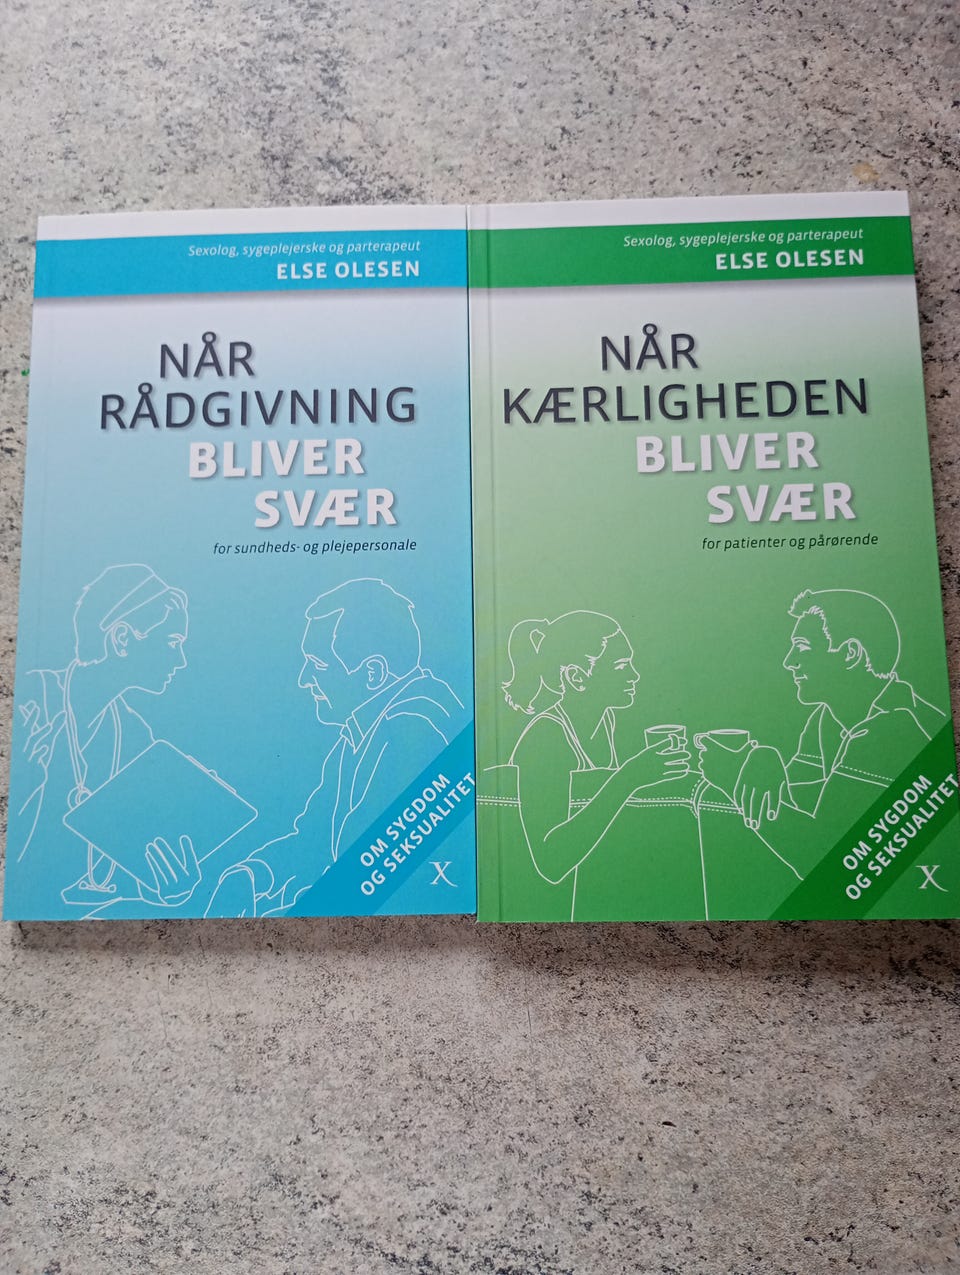 Sexolog, sygeplejerske og parterapeut
ELSE OLESEN
NÅR
RÅDGIVNING
BLIVER
SVÆR
for sundheds- og plejepersonale
OM SYGDOM
OG SEKSUALITET
X
Sexolog, sygeplejerske og parterapeut
ELSE OLESEN
NÅR
KÆRLIGHEDEN
BLIVER
SVÆR
for patienter og pårørende
OM SYGDOM
OG SEKSUALITET
X